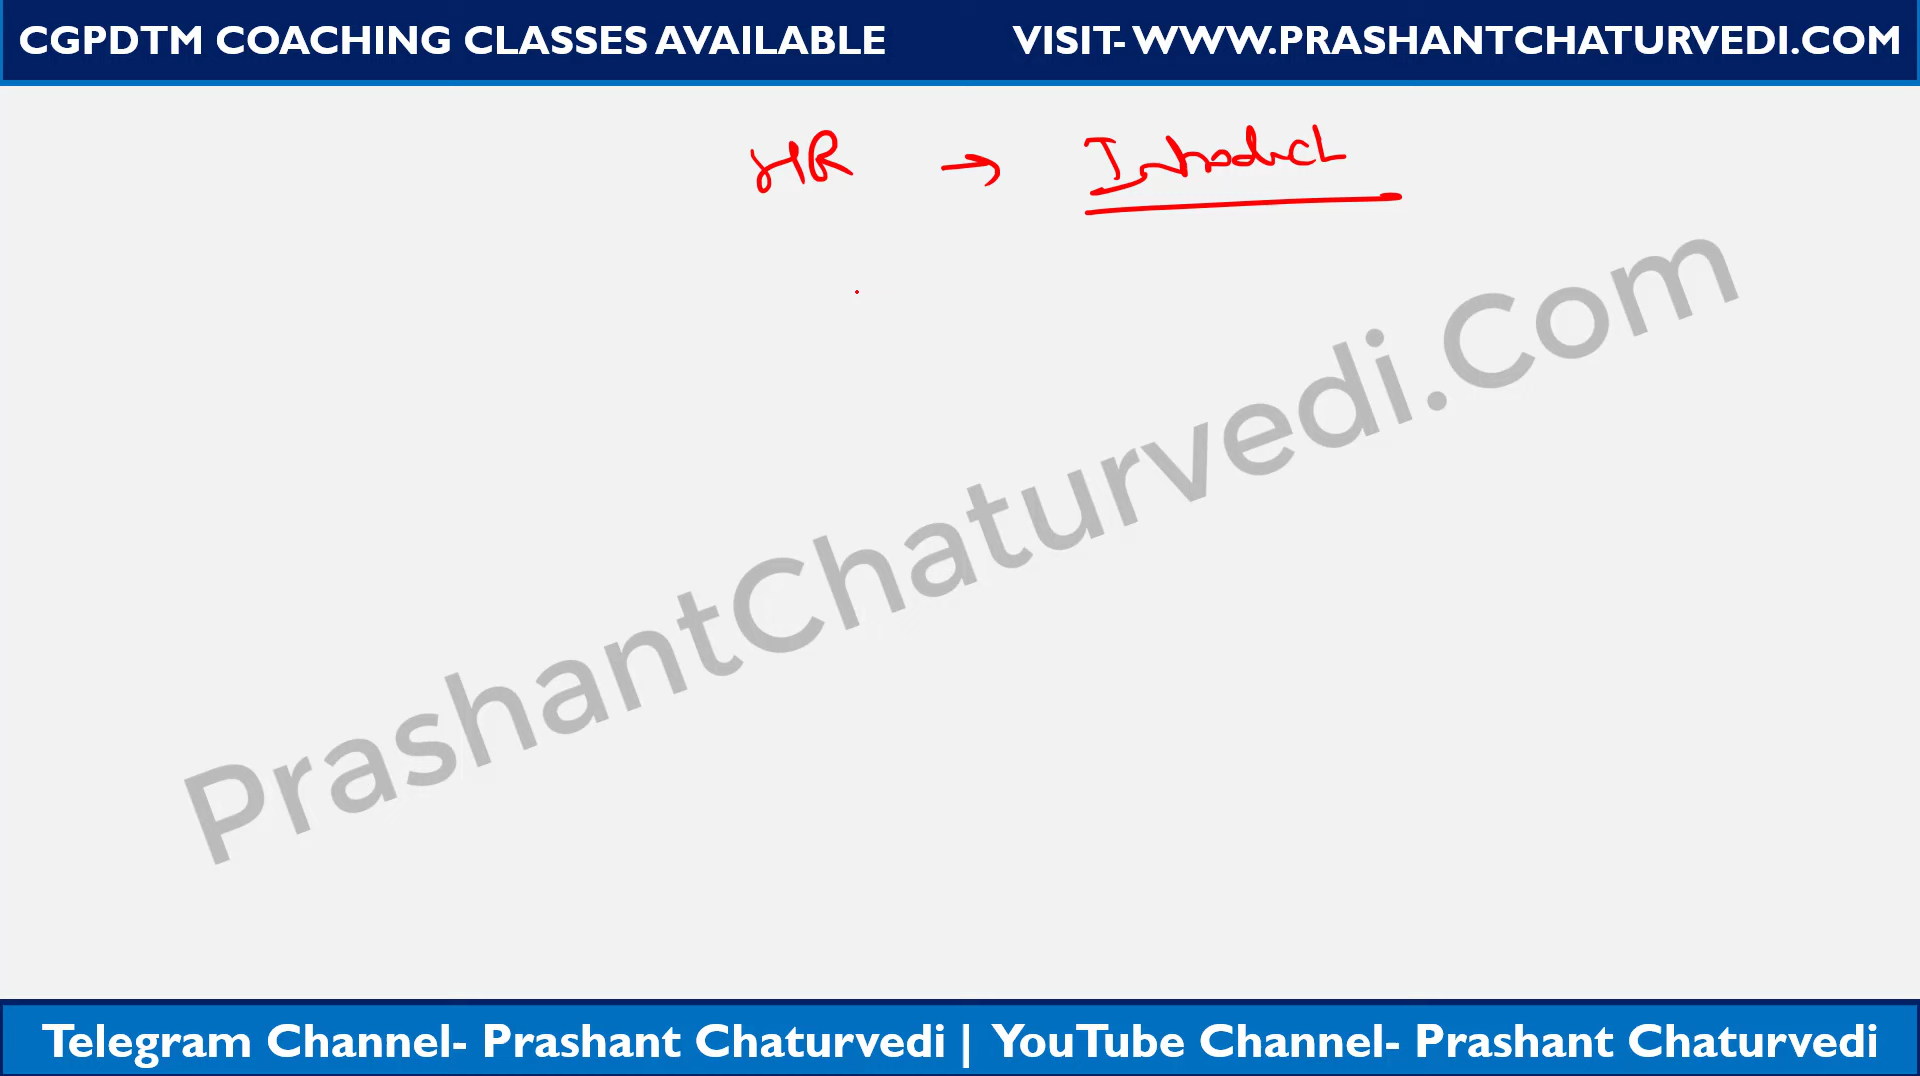 CGPDTM COACHING CLASSES AVAILABLE VISIT- WWW.PRASHANTCHATURVEDI.COM
HR → Introduct
PrashantChaturvedi.Com
Telegram Channel- Prashant Chaturvedi | YouTube Channel- Prashant Chaturvedi